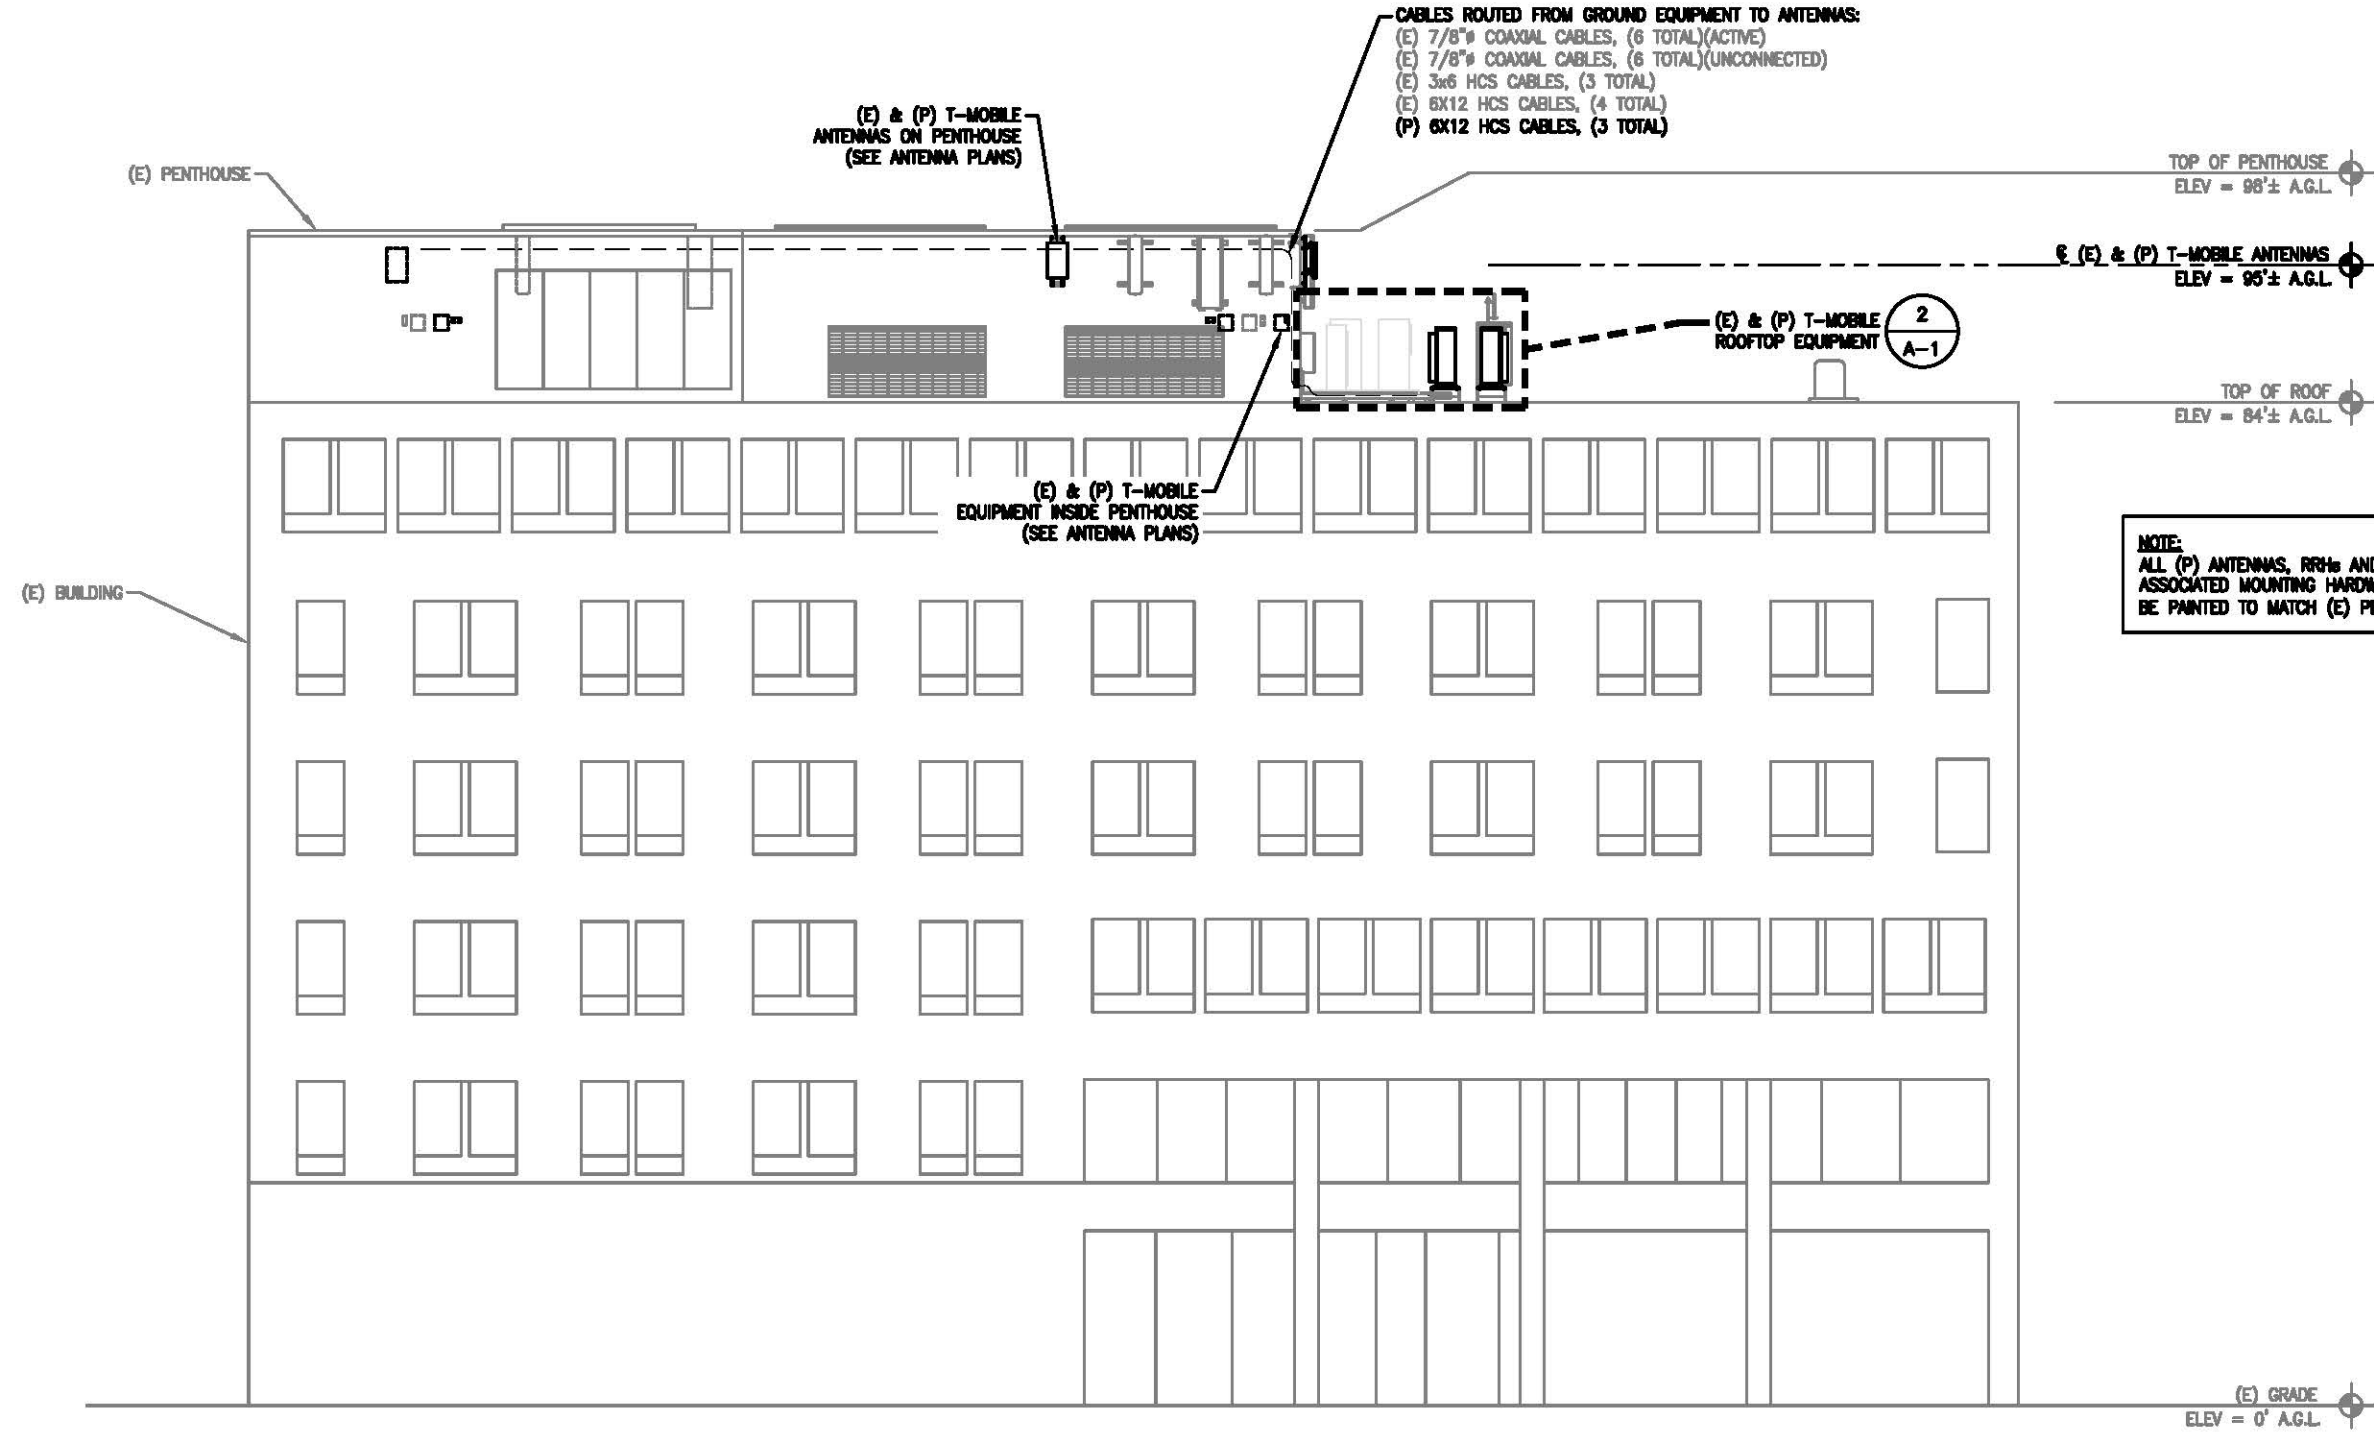 CABLES ROUTED FROM GROUND EQUIPMENT TO ANTENNAS:
(E) 7/8"ø COAXIAL CABLES, (6 TOTAL)(ACTIVE)
(E) 7/8"ø COAXIAL CABLES, (6 TOTAL)(UNCONNECTED)
(E) 3x6 HCS CABLES, (3 TOTAL)
(E) 6X12 HCS CABLES, (4 TOTAL)
(P) 6X12 HCS CABLES, (3 TOTAL)
(E) & (P) T-MOBILE
ANTENNAS ON PENTHOUSE
(SEE ANTENNA PLANS)
(E) PENTHOUSE
TOP OF PENTHOUSE
ELEV = 98'± A.G.L.
℄ (E) & (P) T-MOBILE ANTENNAS
ELEV = 95'± A.G.L.
(E) & (P) T-MOBILE
ROOFTOP EQUIPMENT
2
A-1
TOP OF ROOF
ELEV = 84'± A.G.L.
(E) & (P) T-MOBILE
EQUIPMENT INSIDE PENTHOUSE
(SEE ANTENNA PLANS)
NOTE:
ALL (P) ANTENNAS, RRHs AND
ASSOCIATED MOUNTING HARDW
BE PAINTED TO MATCH (E) P
(E) BUILDING
(E) GRADE
ELEV = 0' A.G.L.